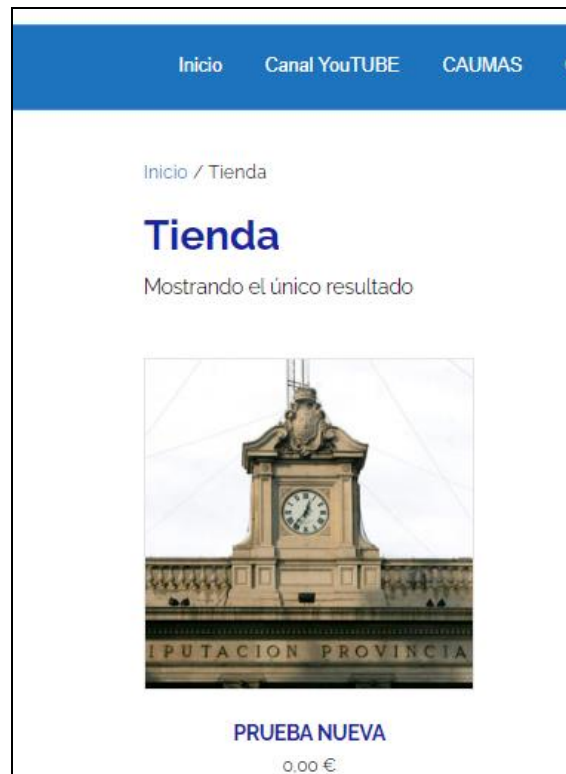 Inicio Canal YouTUBE CAUMAS
Inicio / Tienda
Tienda
Mostrando el único resultado
IPUTACION PROVINCIA
PRUEBA NUEVA
0,00 €